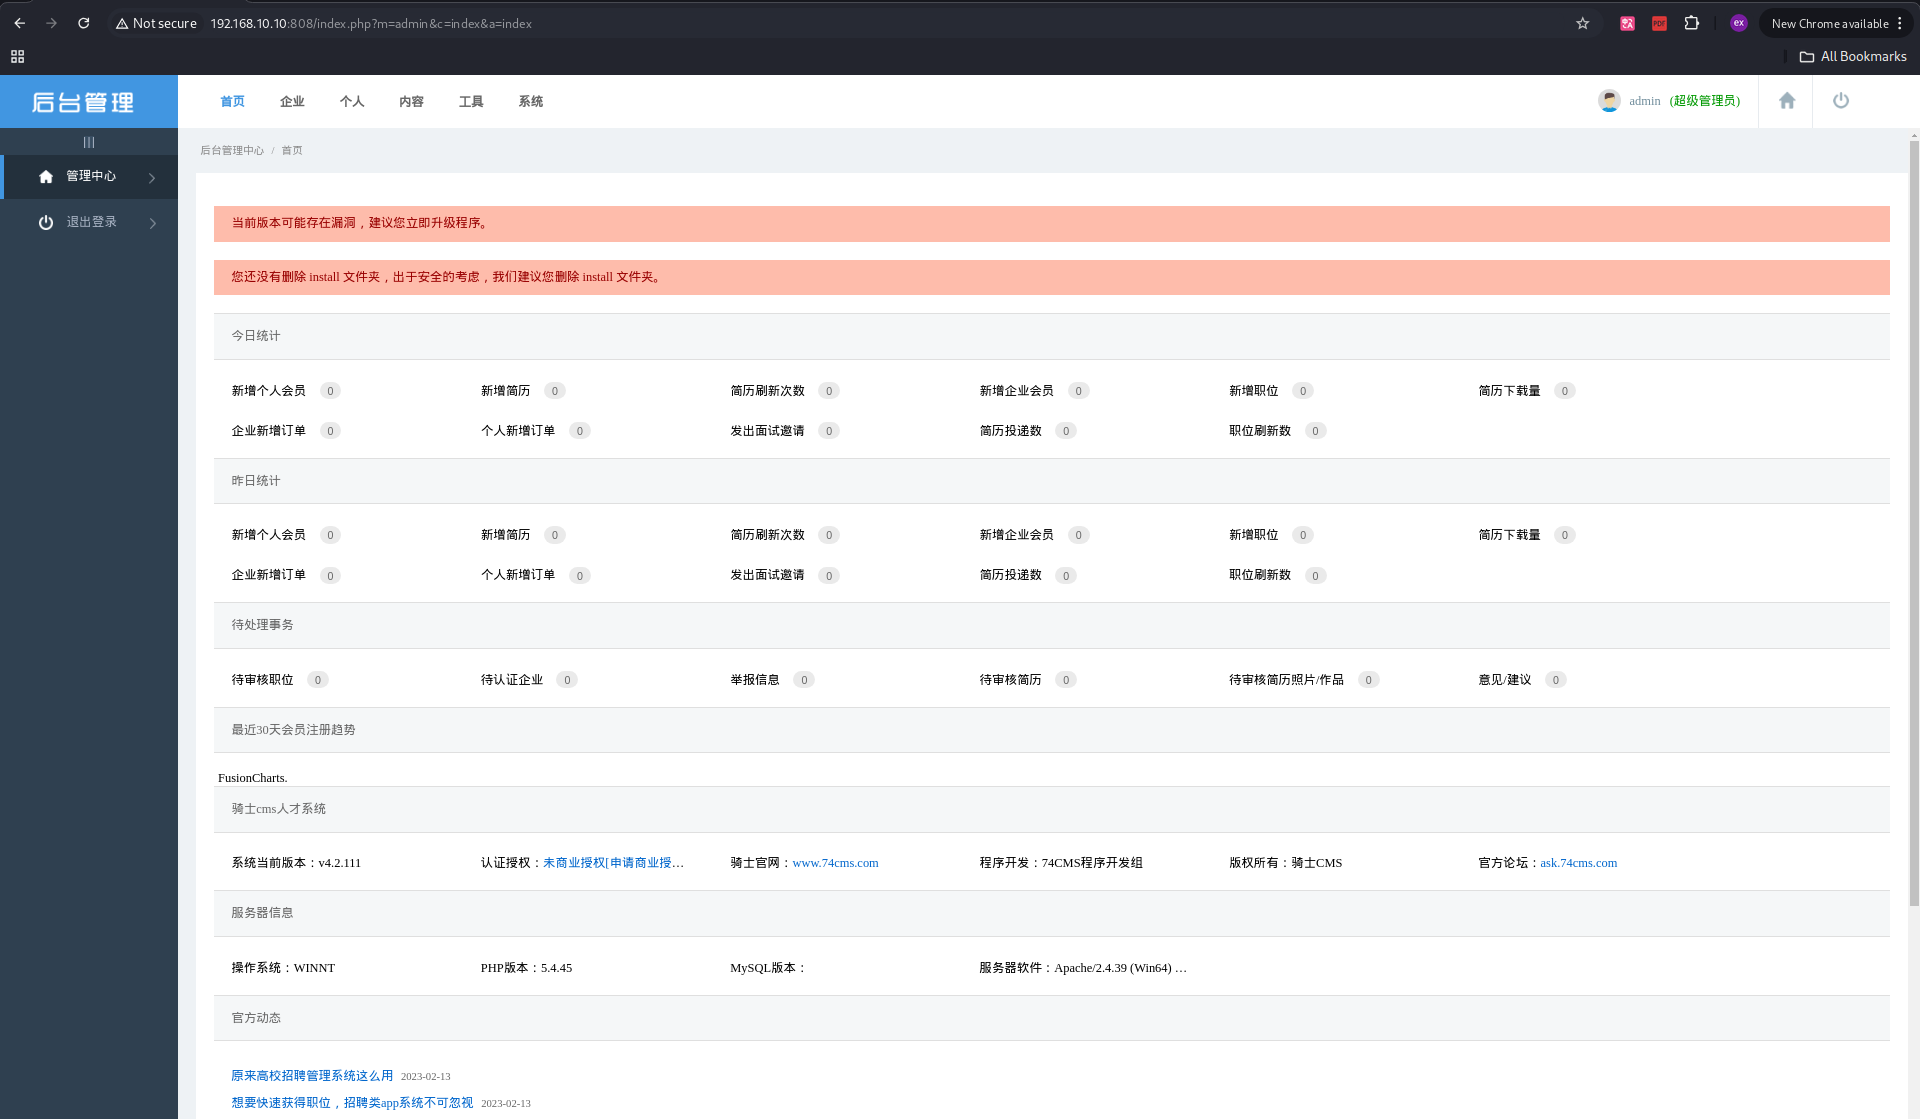 Not secure 192.168.10.10:808/index.php?m=admin&c=index&a=index
PDF
ex
New Chrome available
All Bookmarks
后台管理
首页 企业 个人 内容 工具 系统
admin (超级管理员)
管理中心
退出登录
后台管理中心 / 首页
当前版本可能存在漏洞，建议您立即升级程序。
您还没有删除 install 文件夹，出于安全的考虑，我们建议您删除 install 文件夹。
今日统计
新增个人会员 0 新增简历 0 简历刷新次数 0 新增企业会员 0 新增职位 0 简历下载量 0
企业新增订单 0 个人新增订单 0 发出面试邀请 0 简历投递数 0 职位刷新数 0
昨日统计
新增个人会员 0 新增简历 0 简历刷新次数 0 新增企业会员 0 新增职位 0 简历下载量 0
企业新增订单 0 个人新增订单 0 发出面试邀请 0 简历投递数 0 职位刷新数 0
待处理事务
待审核职位 0 待认证企业 0 举报信息 0 待审核简历 0 待审核简历照片/作品 0 意见/建议 0
最近30天会员注册趋势
FusionCharts.
骑士cms人才系统
系统当前版本：v4.2.111 认证授权：未商业授权[申请商业授… 骑士官网：www.74cms.com 程序开发：74CMS程序开发组 版权所有：骑士CMS 官方论坛：ask.74cms.com
服务器信息
操作系统：WINNT PHP版本：5.4.45 MySQL版本： 服务器软件：Apache/2.4.39 (Win64) …
官方动态
原来高校招聘管理系统这么用 2023-02-13
想要快速获得职位，招聘类app系统不可忽视 2023-02-13